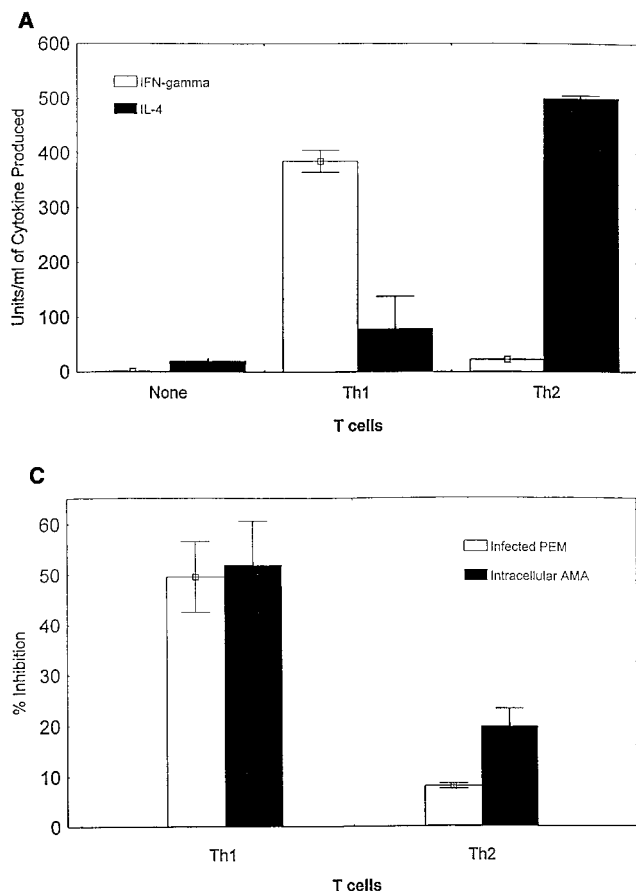 A
600
500
400
300
200
100
0
Units/ml of Cytokine Produced
IFN-gamma
IL-4
None
Th1
Th2
T cells
C
60
50
40
30
20
10
0
% Inhibition
Infected PEM
Intracellular AMA
Th1
Th2
T cells